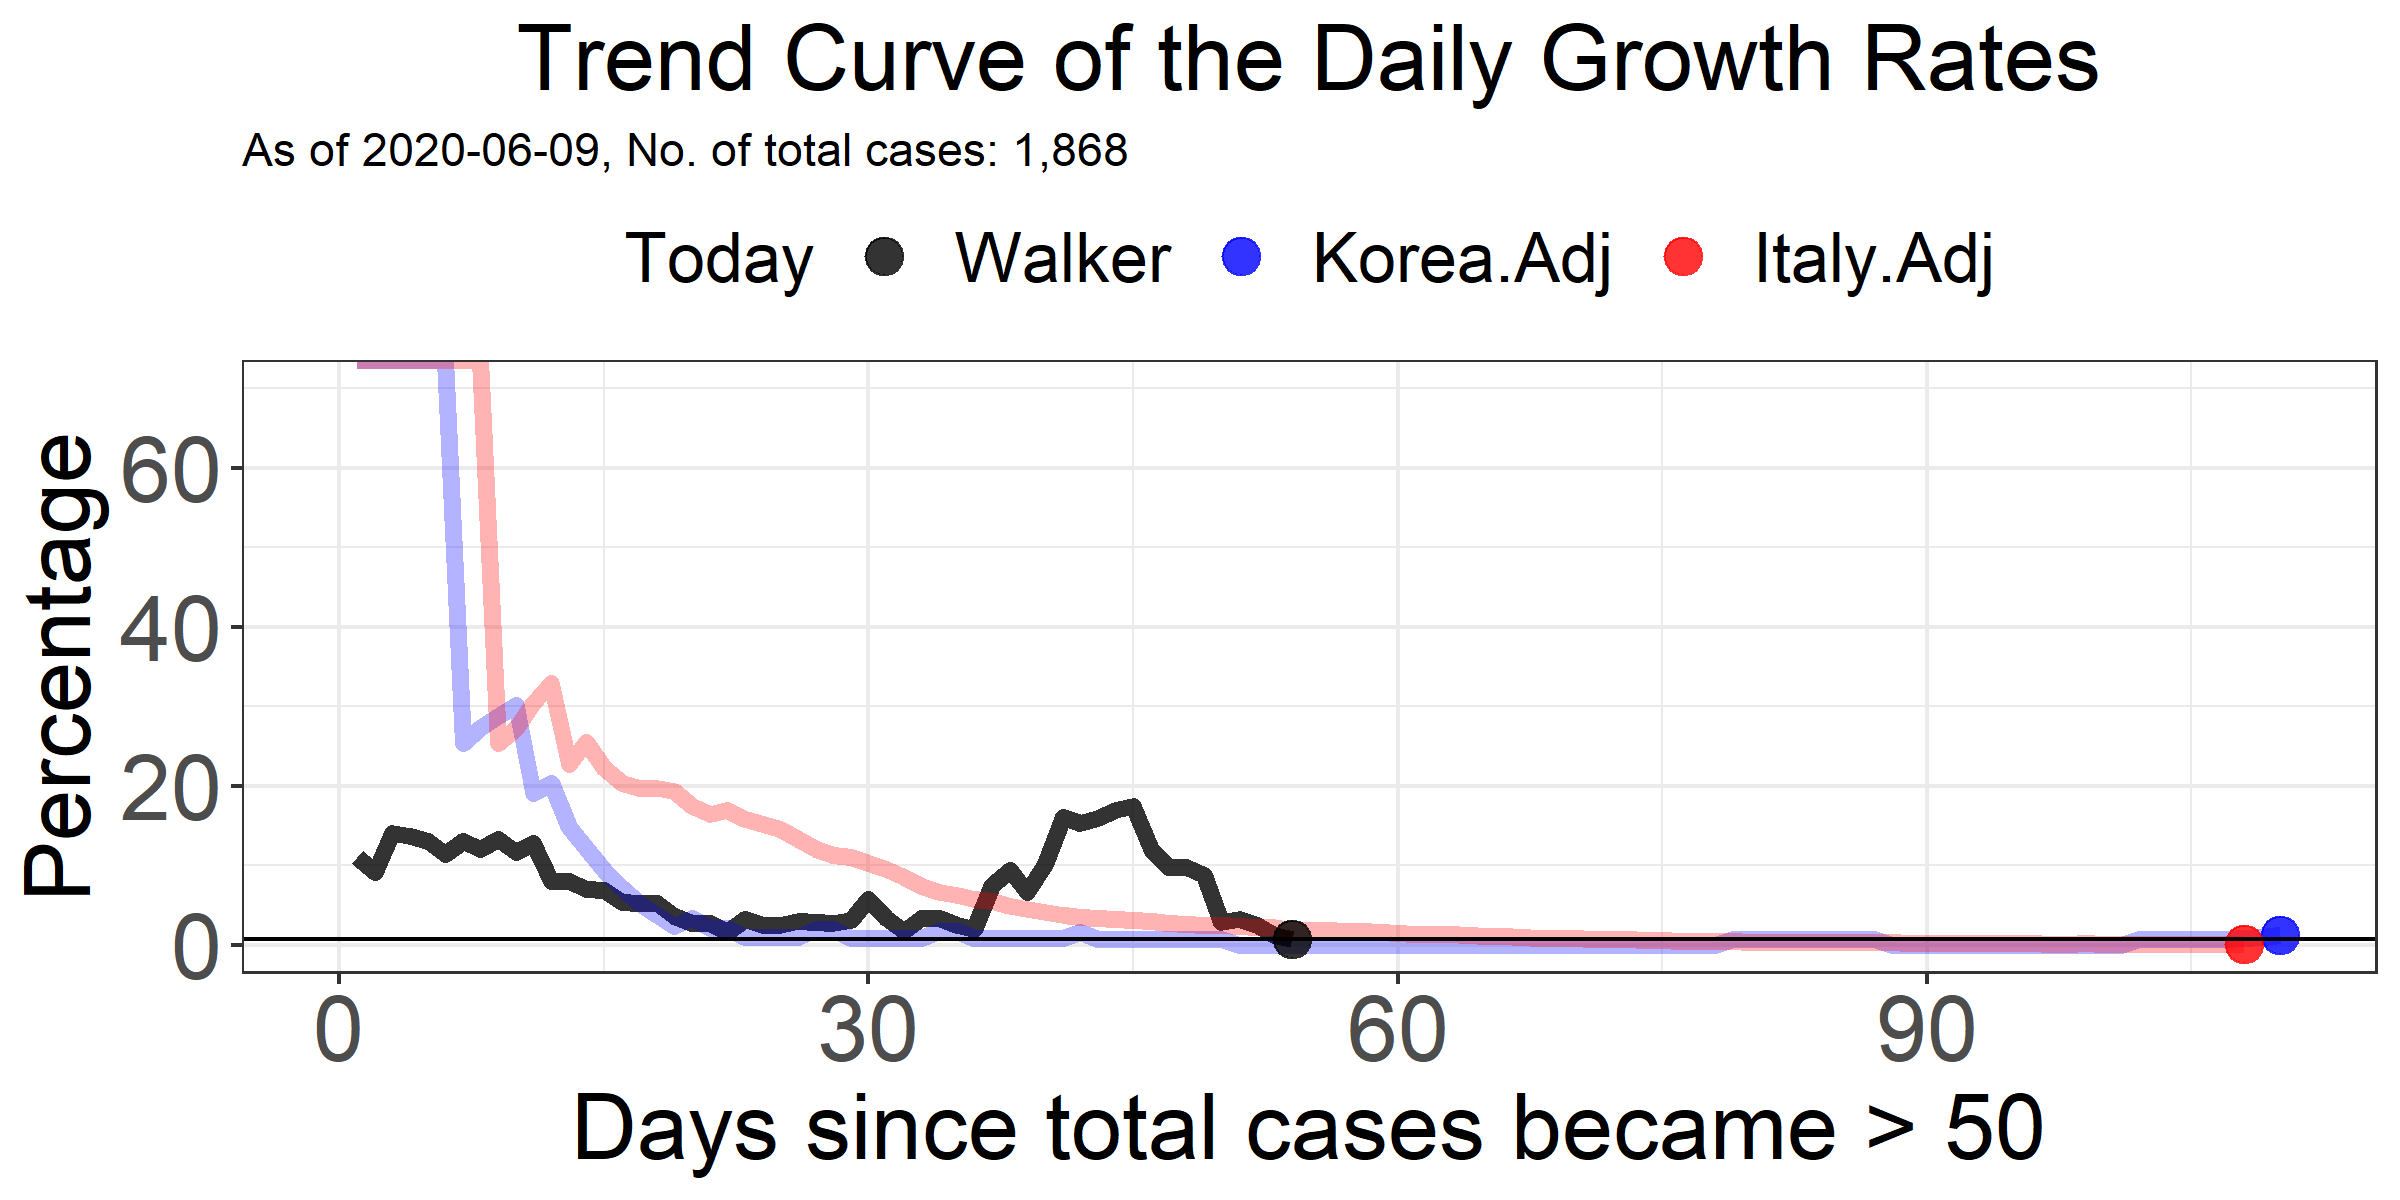 Trend Curve of the Daily Growth Rates
As of 2020-06-09, No. of total cases: 1,868
Today Walker Korea.Adj Italy.Adj
Percentage
60
40
20
0
0 30 60 90
Days since total cases became > 50